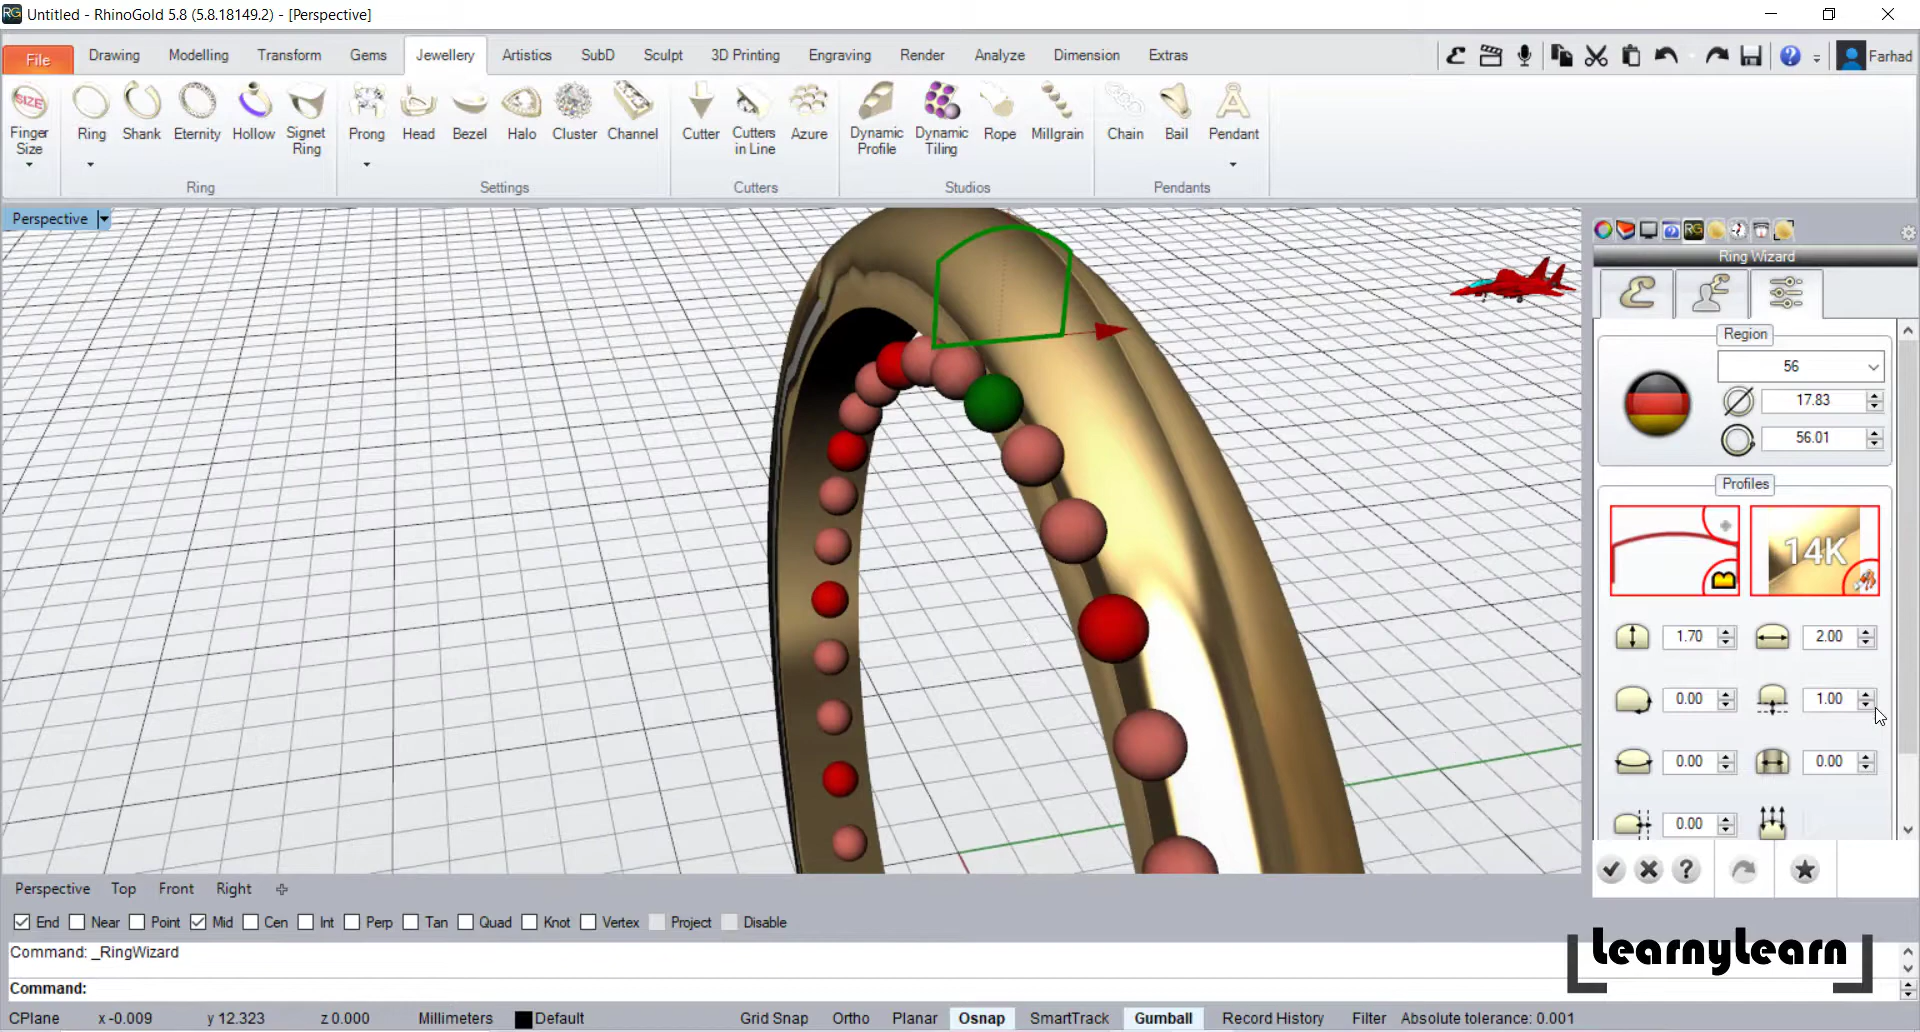 Untitled - RhinoGold 5.8 (5.8.18149.2) - [Perspective]
File Drawing Modelling Transform Gems Jewellery Artistics SubD Sculpt 3D Printing Engraving Render Analyze Dimension Extras Farhad
SIZE
Finger Size Ring Shank Eternity Hollow Signet Ring Prong Head Bezel Halo Cluster Channel Cutter Cutters in Line Azure Dynamic Profile Dynamic Tiling Rope Millgrain Chain Bail Pendant
Ring Settings Cutters Studios Pendants
Perspective
RG
Ring Wizard
Region
56
17.83
56.01
Profiles
14K
1.70 2.00
0.00 1.00
0.00 0.00
0.00
Perspective Top Front Right
End Near Point Mid Cen Int Perp Tan Quad Knot Vertex Project Disable
Command: _RingWizard
Command:
LearnyLearn
CPlane x -0.009 y 12.323 z 0.000 Millimeters Default Grid Snap Ortho Planar Osnap SmartTrack Gumball Record History Filter Absolute tolerance: 0.001